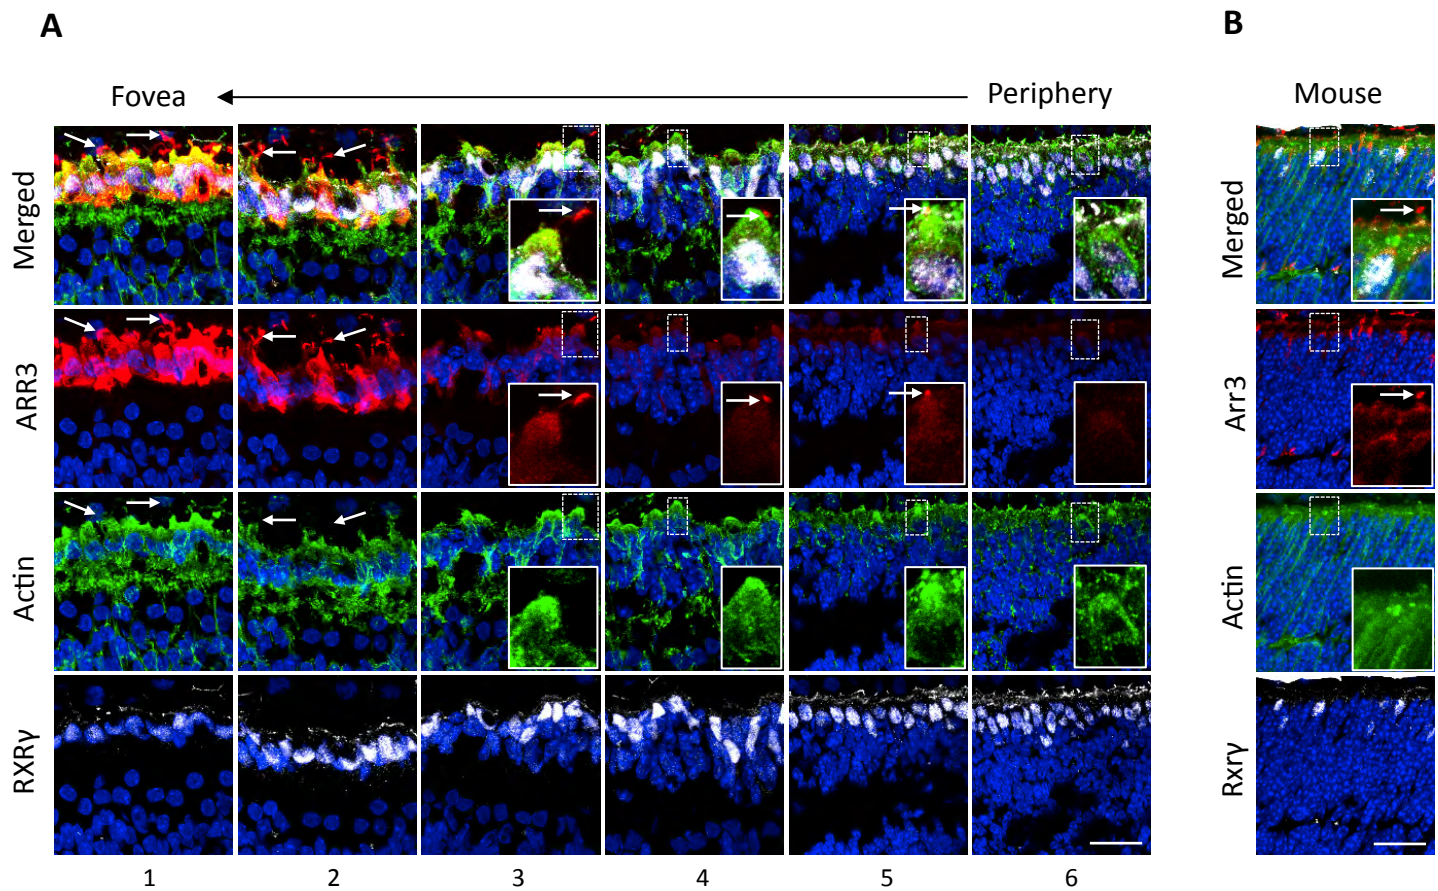 A
B
Fovea
Periphery
Mouse
Merged
Merged
ARR3
Arr3
Actin
Actin
RXRγ
Rxrγ
1 2 3 4 5 6